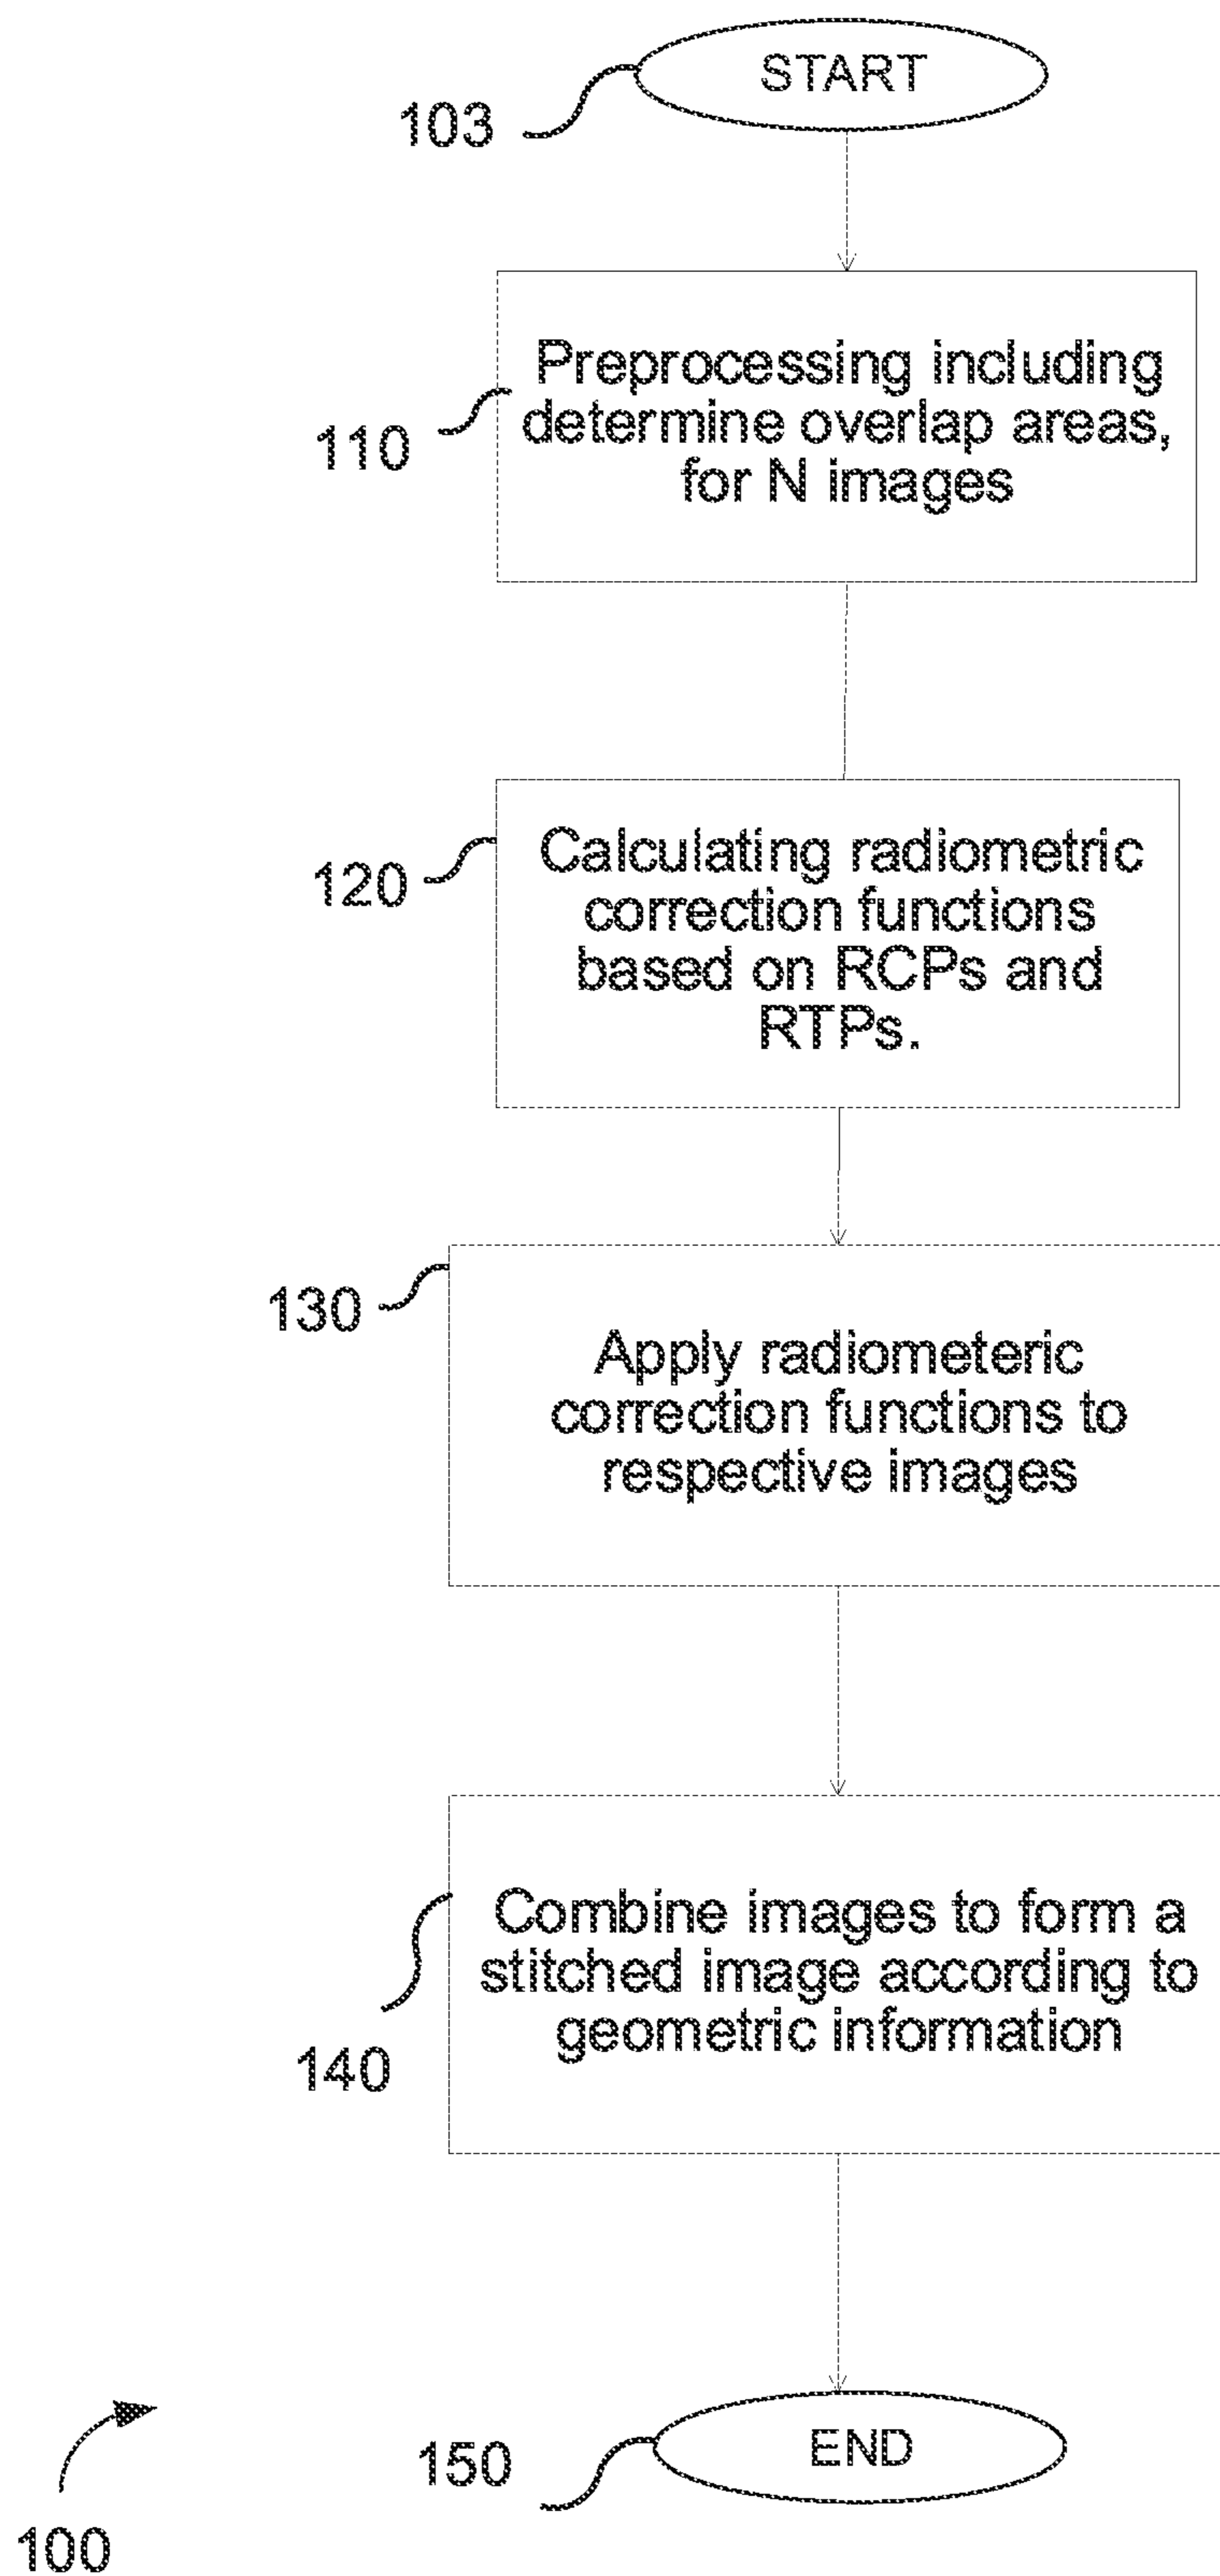 START
103
Preprocessing including
determine overlap areas,
for N images
110
Calculating radiometric
correction functions
based on RCPs and
RTPs.
120
130
Apply radiometeric
correction functions to
respective images
Combine images to form a
stitched image according to
geometric information
140
END
150
100